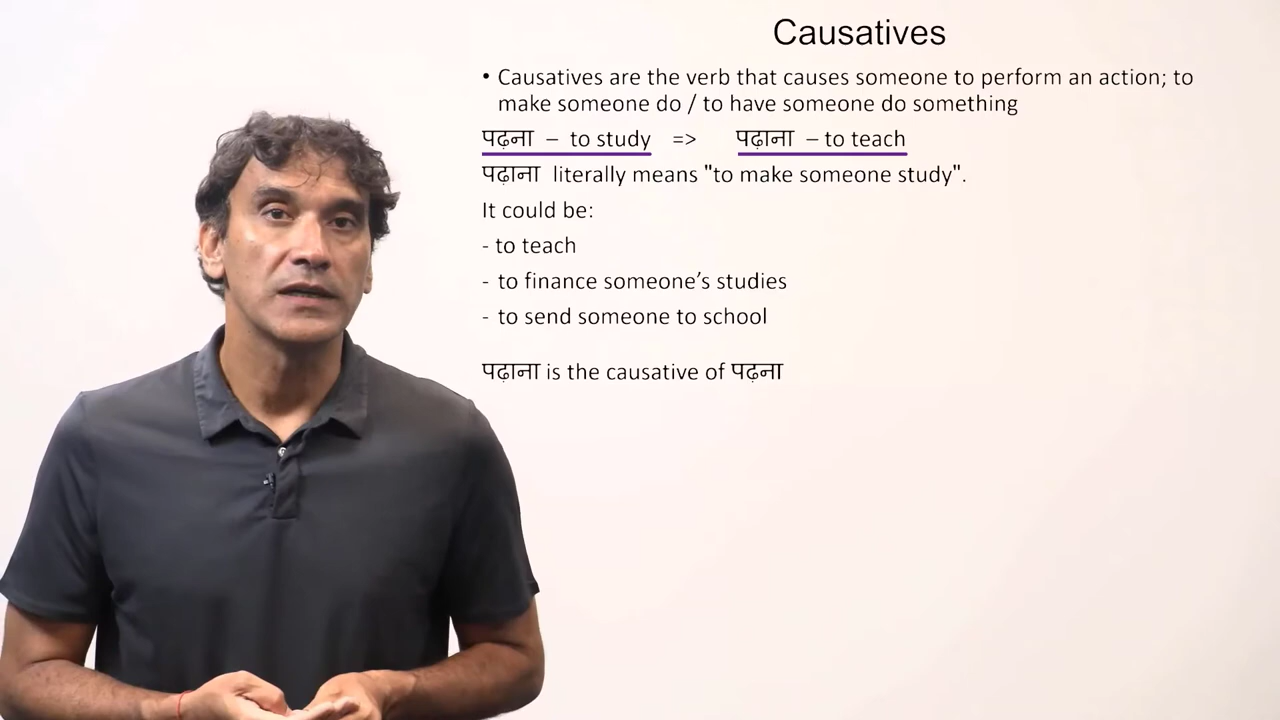 Causatives
• Causatives are the verb that causes someone to perform an action; to
make someone do / to have someone do something
पढ़ना – to study => पढ़ाना – to teach
पढ़ाना literally means "to make someone study".
It could be:
- to teach
- to finance someone’s studies
- to send someone to school
पढ़ाना is the causative of पढ़ना